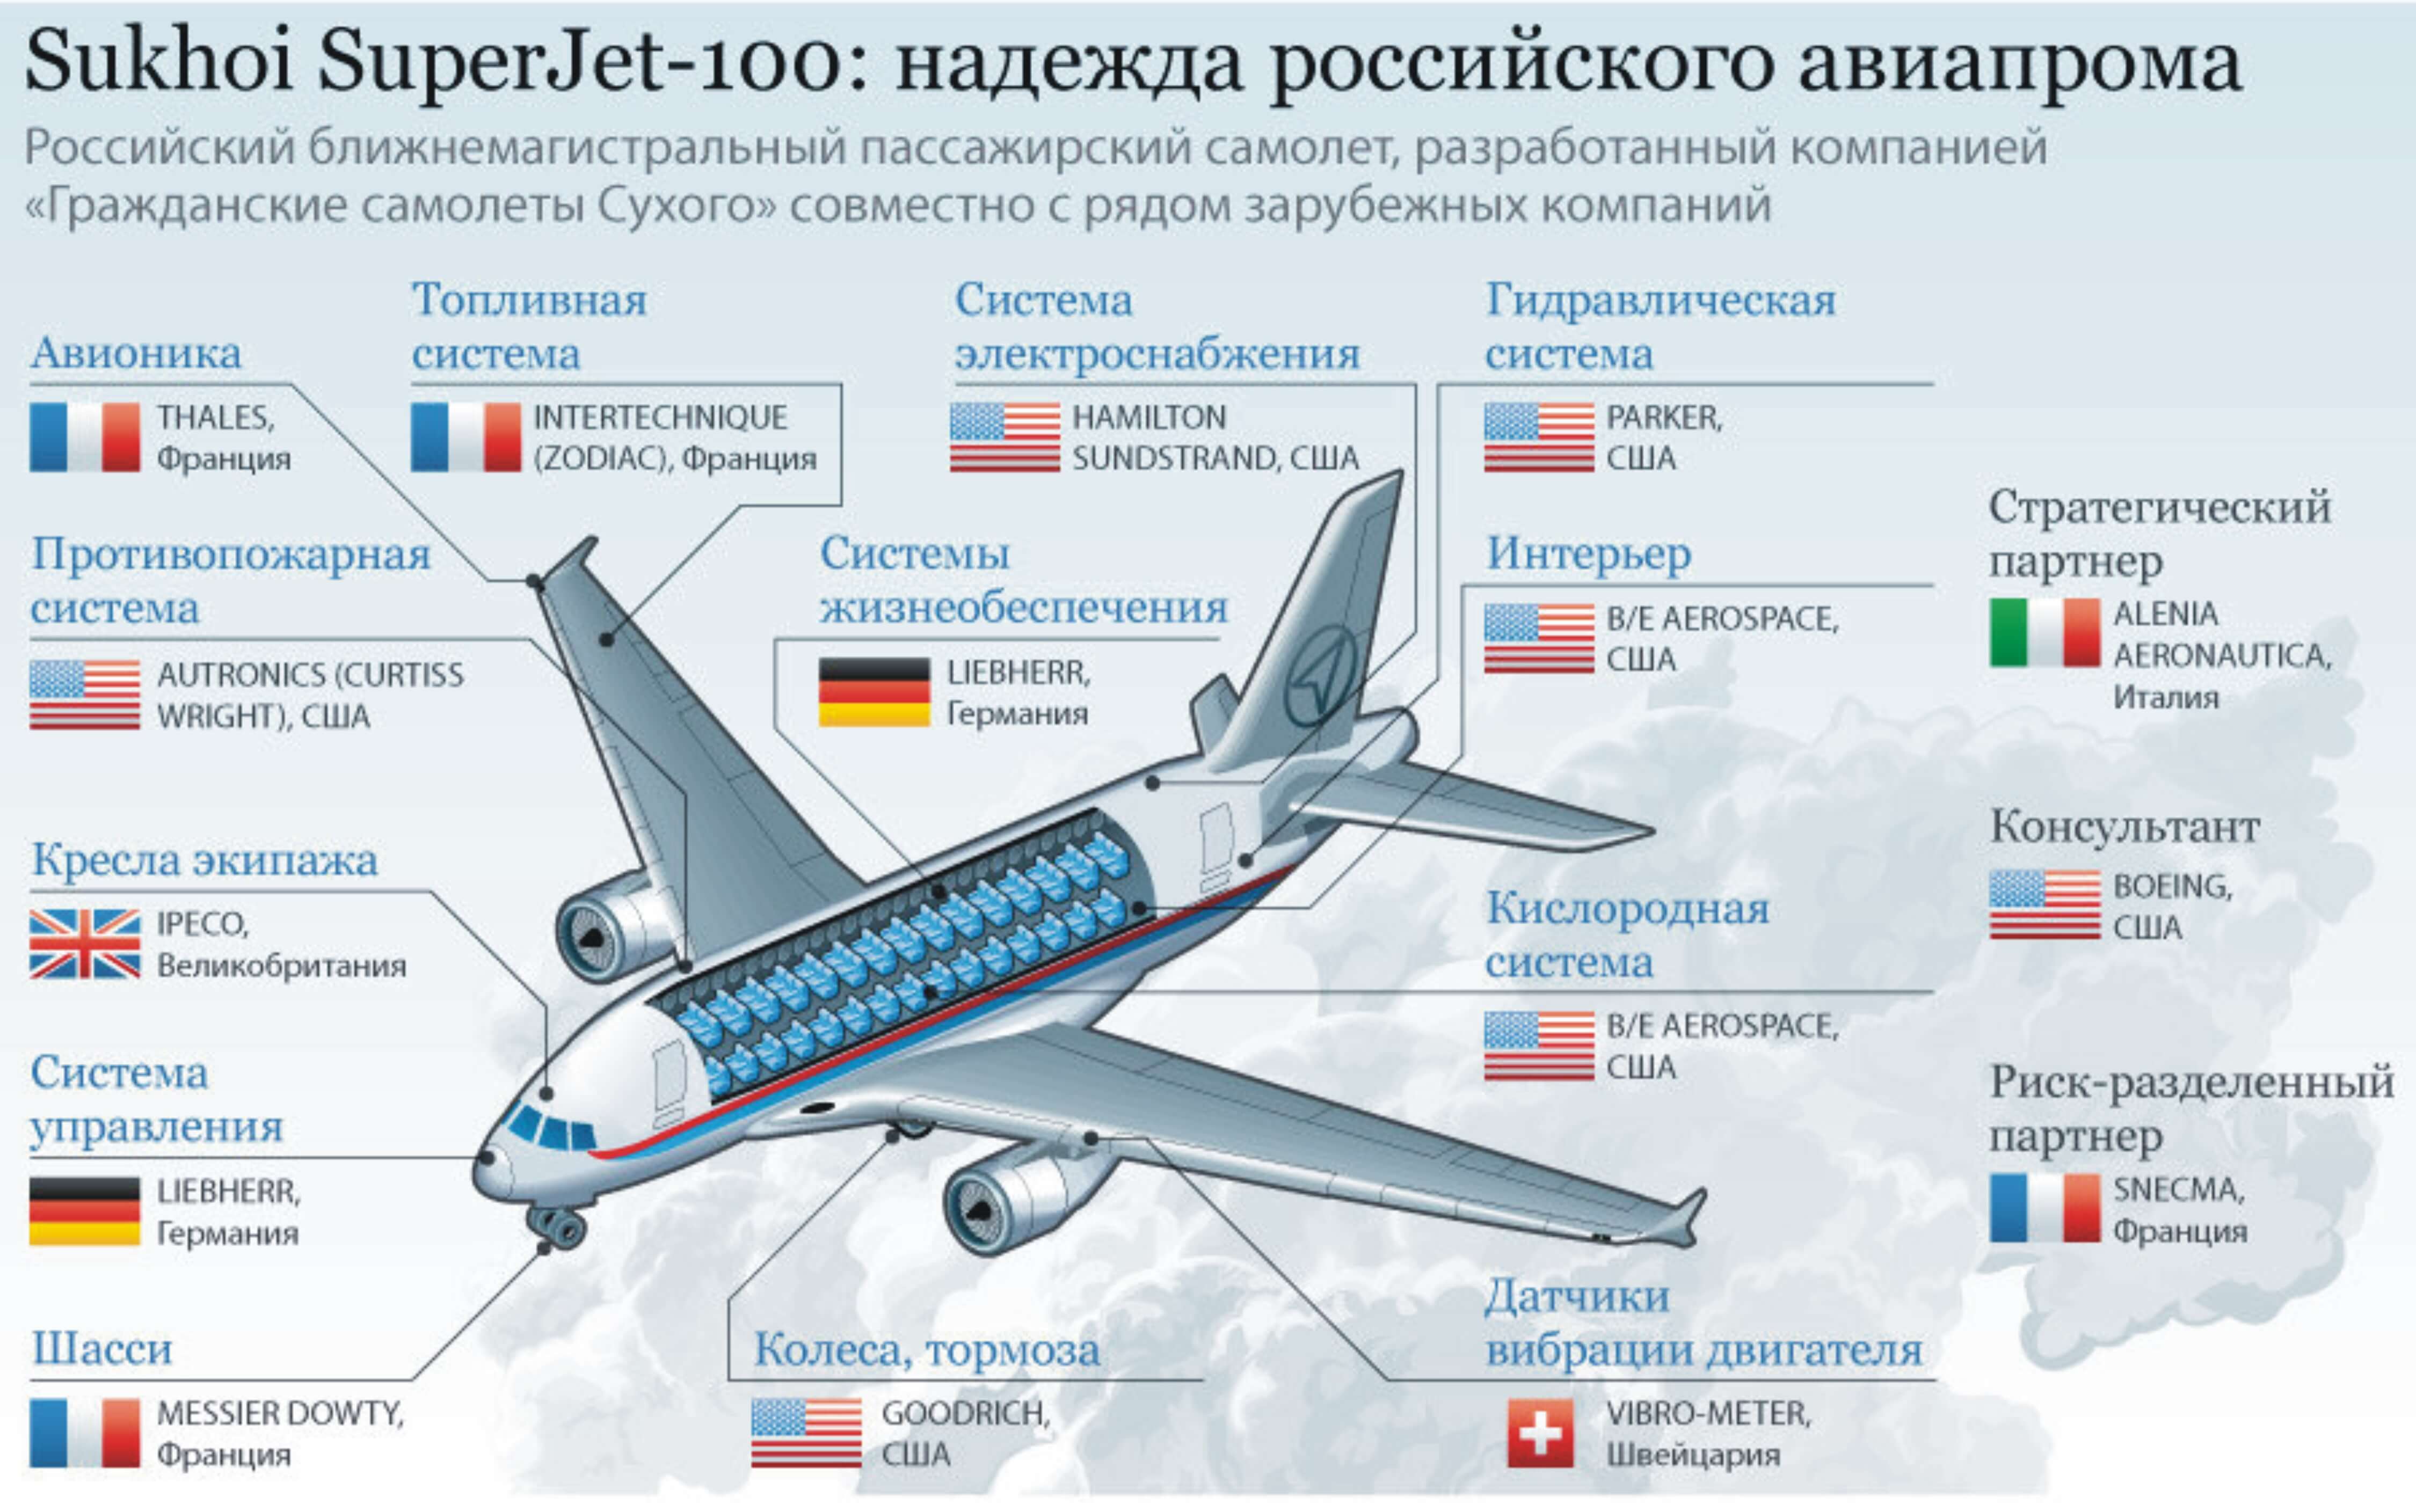 Sukhoi SuperJet-100: надежда российского авиапрома
Российский ближнемагистральный пассажирский самолет, разработанный компанией
«Гражданские самолеты Сухого» совместно с рядом зарубежных компаний
Авионика
THALES,
Франция
Топливная
система
INTERTECHNIQUE
(ZODIAC), Франция
Система
электроснабжения
HAMILTON
SUNDSTRAND, США
Гидравлическая
система
PARKER,
США
Противопожарная
система
AUTRONICS (CURTISS
WRIGHT), США
Системы
жизнеобеспечения
LIEBHERR,
Германия
Интерьер
B/E AEROSPACE,
США
Стратегический
партнер
ALENIA
AERONAUTICA,
Италия
Кресла экипажа
IPECO,
Великобритания
Кислородная
система
B/E AEROSPACE,
США
Консультант
BOEING,
США
Система
управления
LIEBHERR,
Германия
Риск-разделенный
партнер
SNECMA,
Франция
Шасси
MESSIER DOWTY,
Франция
Колеса, тормоза
GOODRICH,
США
Датчики
вибрации двигателя
VIBRO-METER,
Швейцария